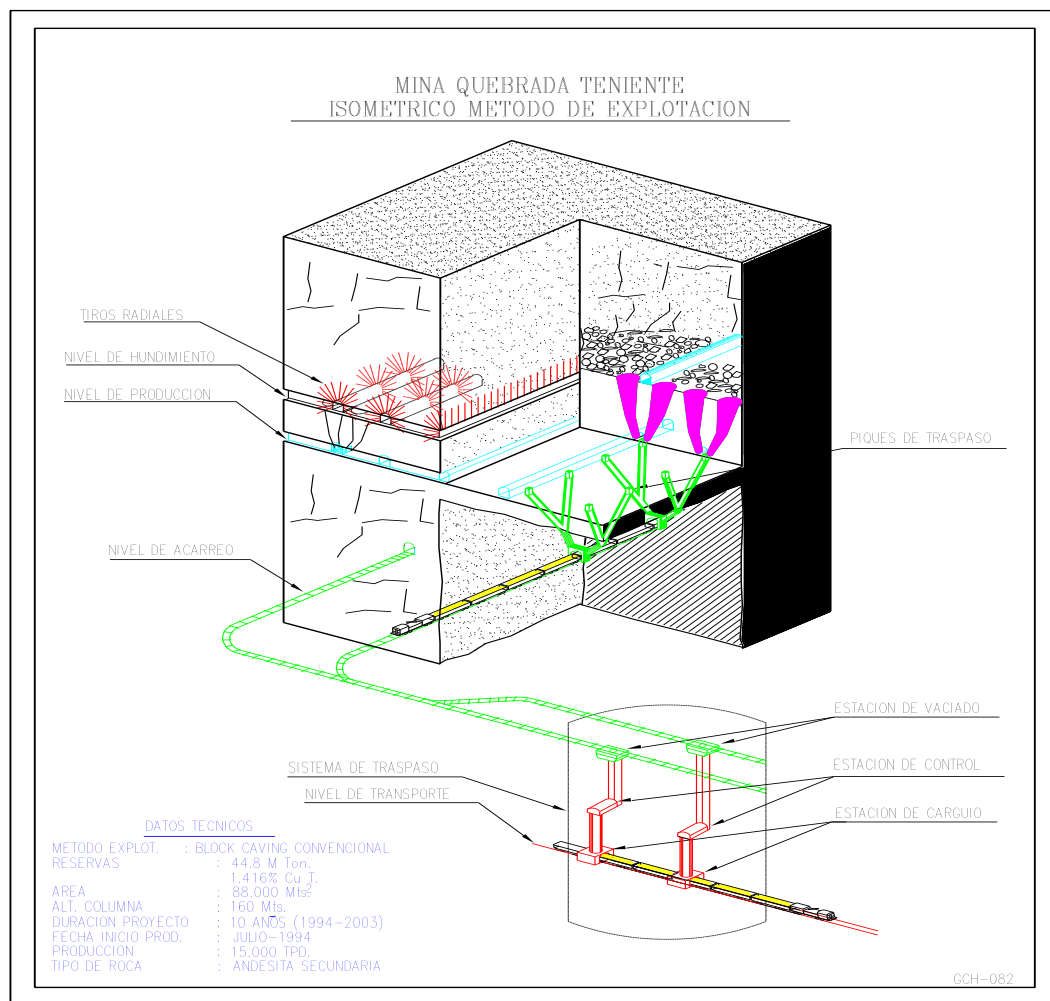 MINA QUEBRADA TENIENTE
ISOMETRICO METODO DE EXPLOTACION
TIROS RADIALES
NIVEL DE HUNDIMIENTO
NIVEL DE PRODUCCION
PIQUES DE TRASPASO
NIVEL DE ACARREO
ESTACION DE VACIADO
SISTEMA DE TRASPASO
ESTACION DE CONTROL
NIVEL DE TRANSPORTE
ESTACION DE CARGUIO
DATOS TECNICOS
METODO EXPLOT. : BLOCK CAVING CONVENCIONAL
RESERVAS : 44.8 M Ton.
1.416% Cu T.
AREA : 88.000 Mts²
ALT. COLUMNA : 160 Mts.
DURACION PROYECTO : 10 AÑOS (1994-2003)
FECHA INICIO PROD. : JULIO-1994
PRODUCCION : 15.000 TPD.
TIPO DE ROCA : ANDESITA SECUNDARIA
GCH-082